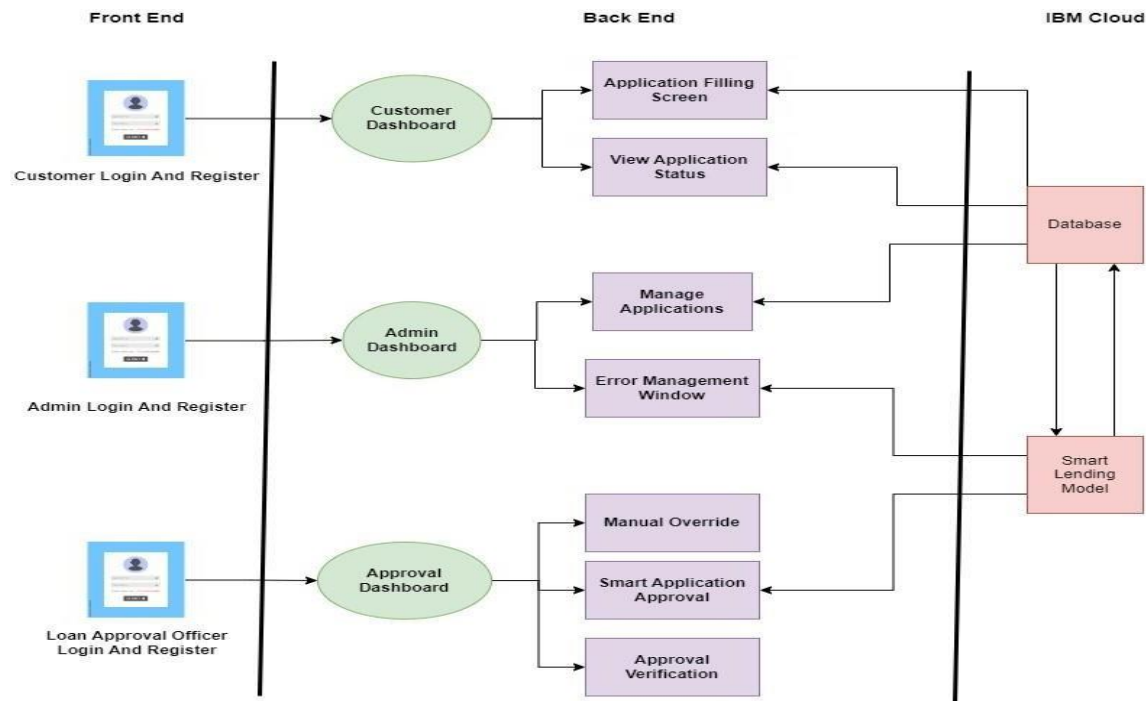 Front End
Back End
IBM Cloud
Customer Login And Register
Customer
Dashboard
Application Filling
Screen
View Application
Status
Database
Admin Login And Register
Admin
Dashboard
Manage
Applications
Error Management
Window
Smart
Lending
Model
Loan Approval Officer
Login And Register
Approval
Dashboard
Manual Override
Smart Application
Approval
Approval
Verification